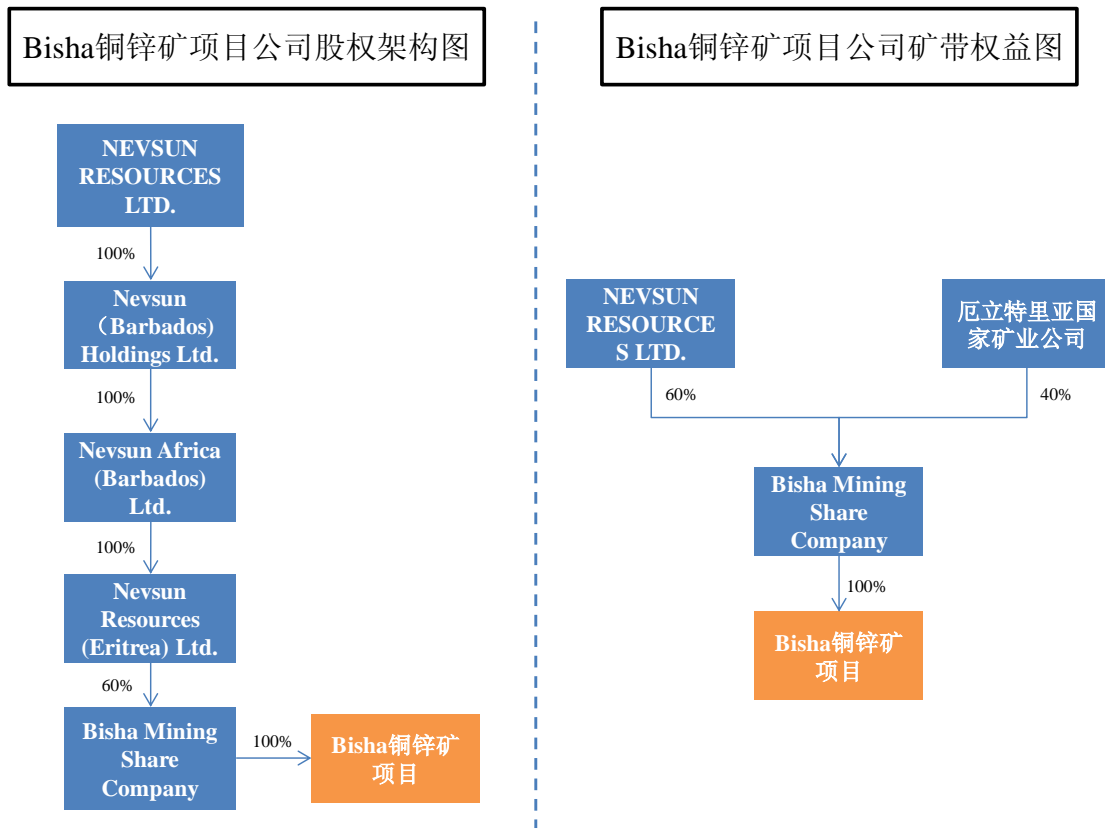 Bisha铜锌矿项目公司股权架构图
NEVSUN
RESOURCES
LTD.
100%
Nevsun
（Barbados)
Holdings Ltd.
100%
Nevsun Africa
(Barbados)
Ltd.
100%
Nevsun
Resources
(Eritrea) Ltd.
60%
Bisha Mining
Share
Company
100%
Bisha铜锌矿
项目
Bisha铜锌矿项目公司矿带权益图
NEVSUN
RESOURCE
S LTD.
厄立特里亚国
家矿业公司
60%
40%
Bisha Mining
Share
Company
100%
Bisha铜锌矿
项目